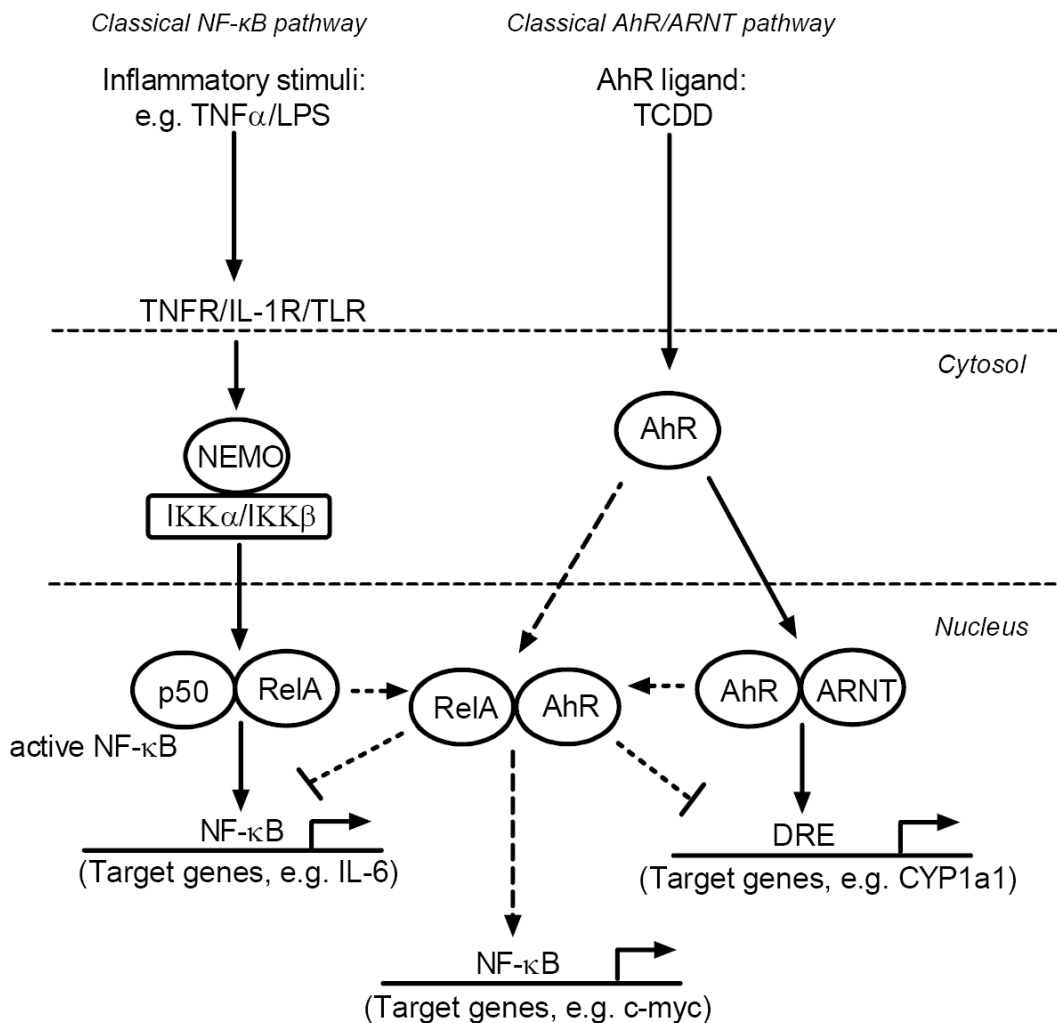 Classical NF-κB pathway
Classical AhR/ARNT pathway
Inflammatory stimuli:
e.g. TNFα/LPS
AhR ligand:
TCDD
TNFR/IL-1R/TLR
Cytosol
AhR
NEMO
IKKα/IKKβ
Nucleus
p50
RelA
RelA
AhR
AhR
ARNT
active NF-κB
NF-κB
(Target genes, e.g. IL-6)
DRE
(Target genes, e.g. CYP1a1)
NF-κB
(Target genes, e.g. c-myc)